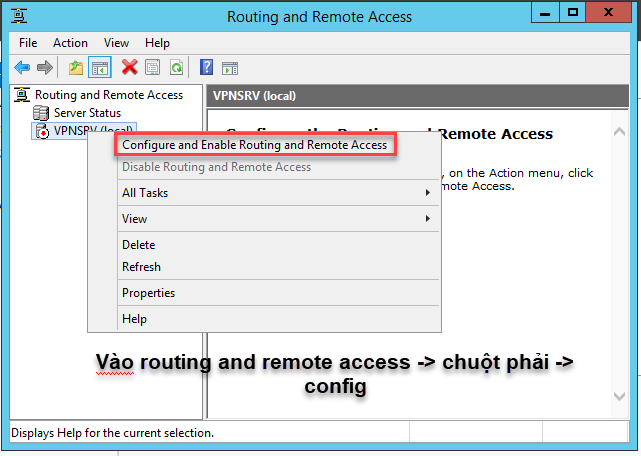 Routing and Remote Access
File Action View Help
Routing and Remote Access
Server Status
VPNSRV (local)
VPNSRV (local)
and Remote Access
, on the Action menu, click
mote Access.
Configure and Enable Routing and Remote Access
Disable Routing and Remote Access
All Tasks
View
Delete
Refresh
Properties
Help
Vào routing and remote access -> chuột phải ->
config
Displays Help for the current selection.